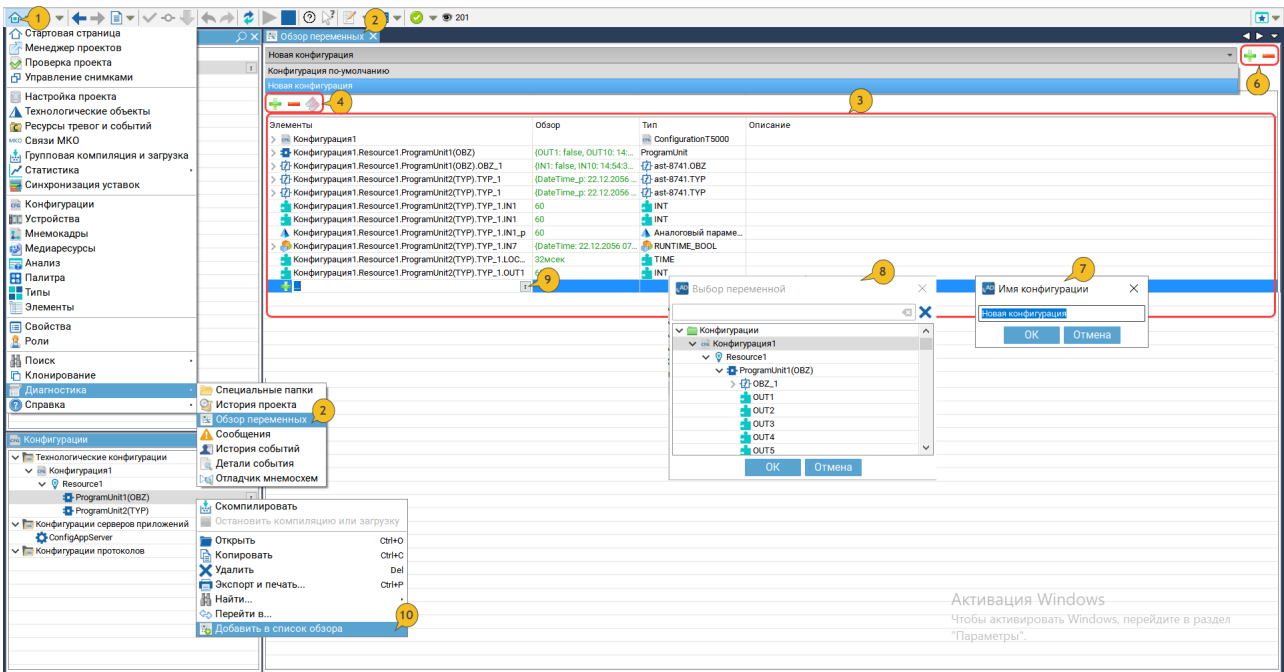 1
2
201
Стартовая страница
Менеджер проектов
Проверка проекта
Управление снимками
Настройка проекта
Технологические объекты
Ресурсы тревог и событий
МКО Связи МКО
Групповая компиляция и загрузка
Статистика
Синхронизация уставок
Конфигурации
Устройства
Мнемокадры
Медиаресурсы
Анализ
Палитра
Типы
Элементы
Свойства
Роли
Поиск
Клонирование
Диагностика
Справка
Специальные папки
История проекта
Обзор переменных
2
Сообщения
История событий
Детали события
Отладчик мнемосхем
Конфигурации
Технологические конфигурации
Конфигурация1
Resource1
ProgramUnit1(OBZ)
ProgramUnit2(TYP)
Конфигурации серверов приложений
ConfigAppServer
Конфигурации протоколов
Скомпилировать
Остановить компиляцию или загрузку
Открыть Ctrl+O
Копировать Ctrl+C
Удалить Del
Экспорт и печать... Ctrl+P
Найти...
Перейти в...
Добавить в список обзора
10
Обзор переменных
Новая конфигурация
Конфигурация по-умолчанию
Новая конфигурация
6
4
3
Элементы Обзор Тип Описание
Конфигурация1 ConfigurationT5000
Конфигурация1.Resource1.ProgramUnit1(OBZ) {OUT1: false, OUT10: 14:... ProgramUnit
Конфигурация1.Resource1.ProgramUnit1(OBZ).OBZ_1 {IN1: false, IN10: 14:54:3... ast-8741.OBZ
Конфигурация1.Resource1.ProgramUnit2(TYP).TYP_1 {DateTime_p: 22.12.2056 ... ast-8741.TYP
Конфигурация1.Resource1.ProgramUnit2(TYP).TYP_1 {DateTime_p: 22.12.2056 ... ast-8741.TYP
Конфигурация1.Resource1.ProgramUnit2(TYP).TYP_1.IN1 60 INT
Конфигурация1.Resource1.ProgramUnit2(TYP).TYP_1.IN1 60 INT
Конфигурация1.Resource1.ProgramUnit2(TYP).TYP_1.IN1_p 60 Аналоговый параме...
Конфигурация1.Resource1.ProgramUnit2(TYP).TYP_1.IN7 {DateTime: 22.12.2056 07... RUNTIME_BOOL
Конфигурация1.Resource1.ProgramUnit2(TYP).TYP_1.LOC... 32мсек TIME
Конфигурация1.Resource1.ProgramUnit2(TYP).TYP_1.OUT1 INT
9
8
Выбор переменной
Конфигурации
Конфигурация1
Resource1
ProgramUnit1(OBZ)
OBZ_1
OUT1
OUT2
OUT3
OUT4
OUT5
OK Отмена
7
Имя конфигурации
Новая конфигурация
OK Отмена
Активация Windows
Чтобы активировать Windows, перейдите в раздел
"Параметры".